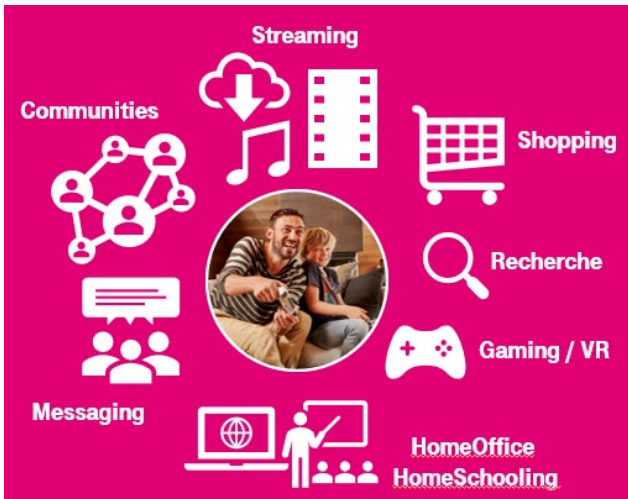 Streaming
Communities
Shopping
Recherche
Gaming / VR
Messaging
HomeOffice
HomeSchooling